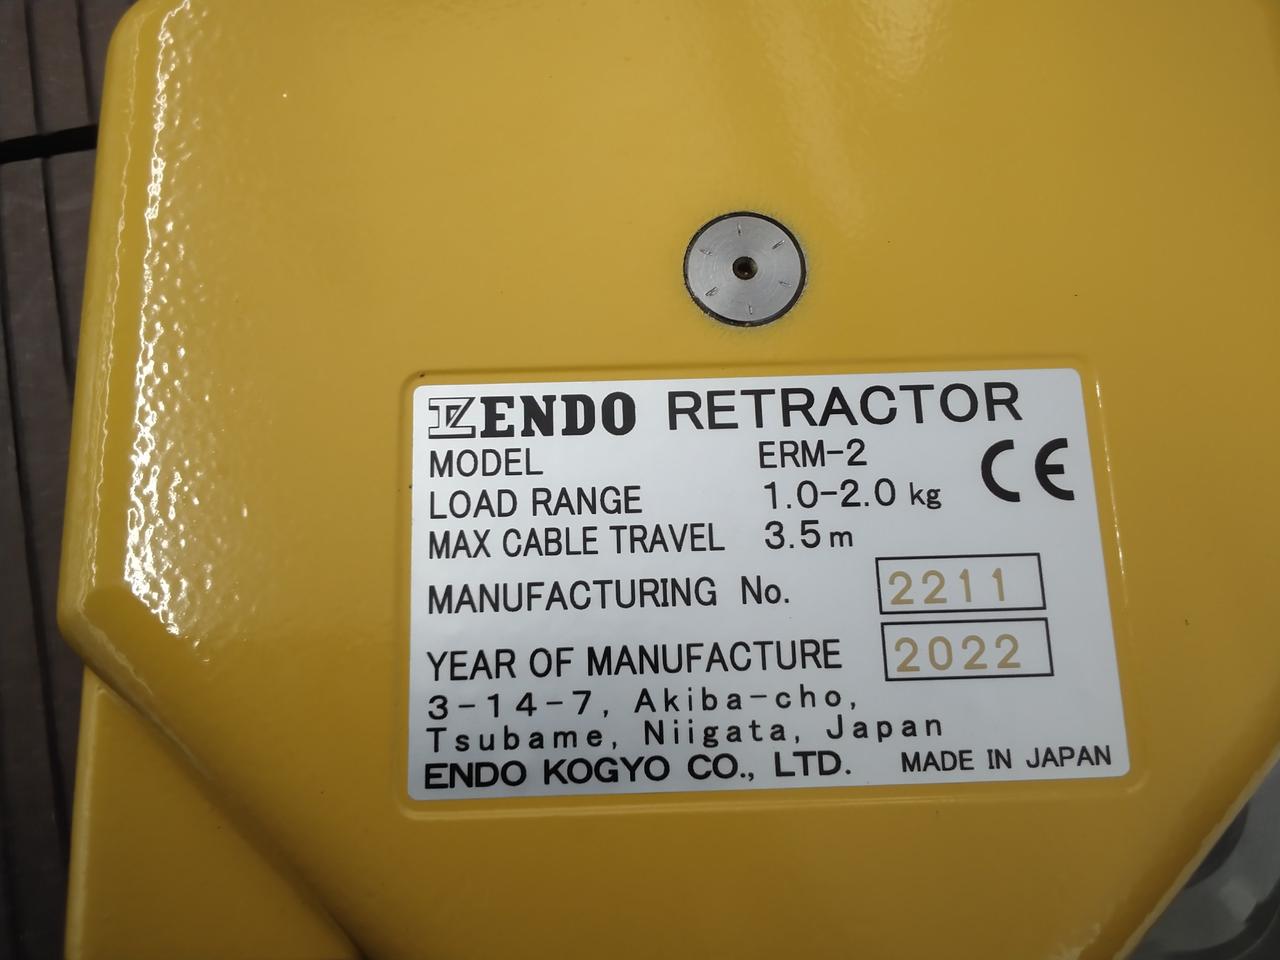 ENDO RETRACTOR
MODEL ERM-2
LOAD RANGE 1.0-2.0 kg
CE
MAX CABLE TRAVEL 3.5 m
MANUFACTURING No. 2211
YEAR OF MANUFACTURE 2022
3-14-7, Akiba-cho,
Tsubame, Niigata, Japan
ENDO KOGYO CO., LTD. MADE IN JAPAN